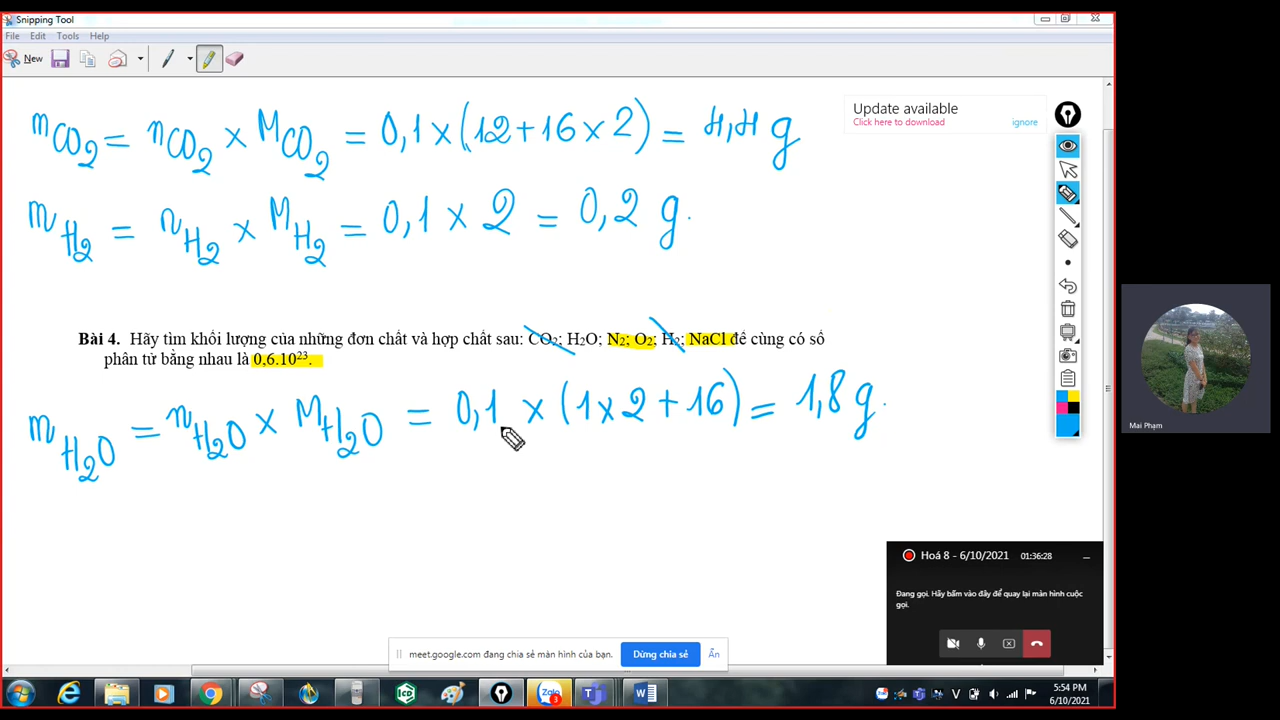 Snipping Tool
File Edit Tools Help
New
mCO₂ = nCO₂ × MCO₂ = 0,1 × (12 + 16 × 2) = 4,4 g
Update available
Click here to download ignore
mH₂ = nH₂ × MH₂ = 0,1 × 2 = 0,2 g.
Bài 4. Hãy tìm khối lượng của những đơn chất và hợp chất sau: CO₂; H₂O; N₂; O₂; H₂; NaCl để cùng có số
phân tử bằng nhau là 0,6.10²³.
mH₂O = nH₂O × MH₂O = 0,1 × (1 × 2 + 16) = 1,8 g.
Mai Phạm
Hoá 8 - 6/10/2021 01:36:28
Đang gọi. Hãy bấm vào đây để quay lại màn hình cuộc
gọi.
meet.google.com đang chia sẻ màn hình của bạn. Dừng chia sẻ Ẩn
Zalo
V
5:54 PM
6/10/2021